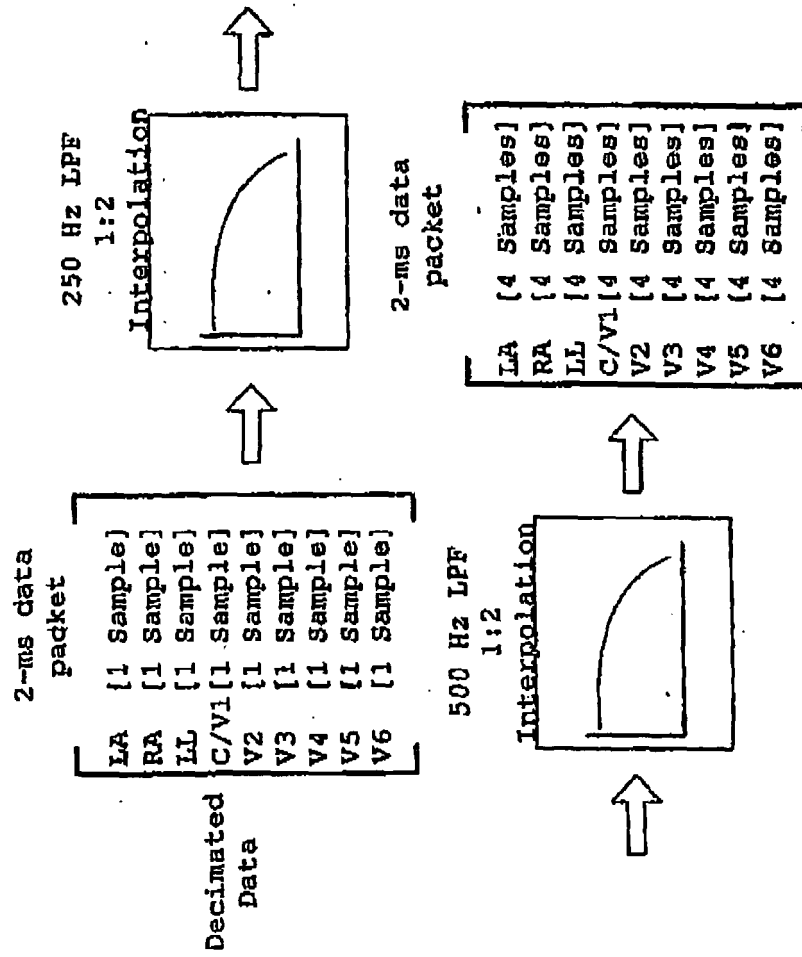 Decimated
Data
2-ms data
packet
LA [1 Sample]
RA [1 Sample]
LL [1 Sample]
C/V1[1 Sample]
V2 [1 Sample]
V3 [1 Sample]
V4 [1 Sample]
V5 [1 Sample]
V6 [1 Sample]
250 Hz LPF
1:2
Interpolation
500 Hz LPF
1:2
Interpolation
2-ms data
packet
LA [4 Samples]
RA [4 Samples]
LL [4 Samples]
C/V1[4 Samples]
V2 [4 Samples]
V3 [4 Samples]
V4 [4 Samples]
V5 [4 Samples]
V6 [4 Samples]